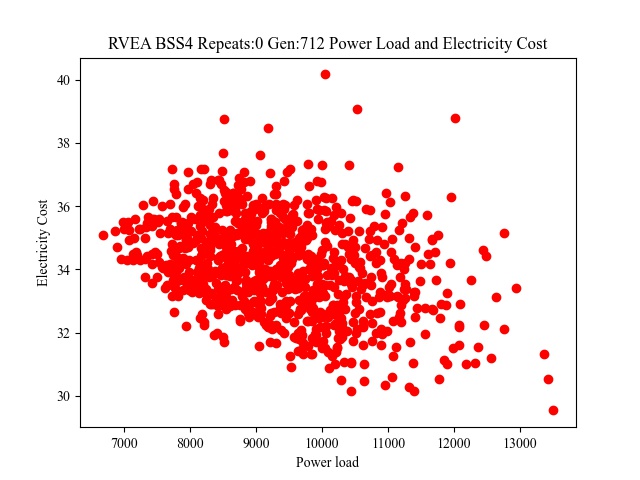 RVEA BSS4 Repeats:0 Gen:712 Power Load and Electricity Cost
40
38
36
34
32
30
Electricity Cost
7000 8000 9000 10000 11000 12000 13000
Power load